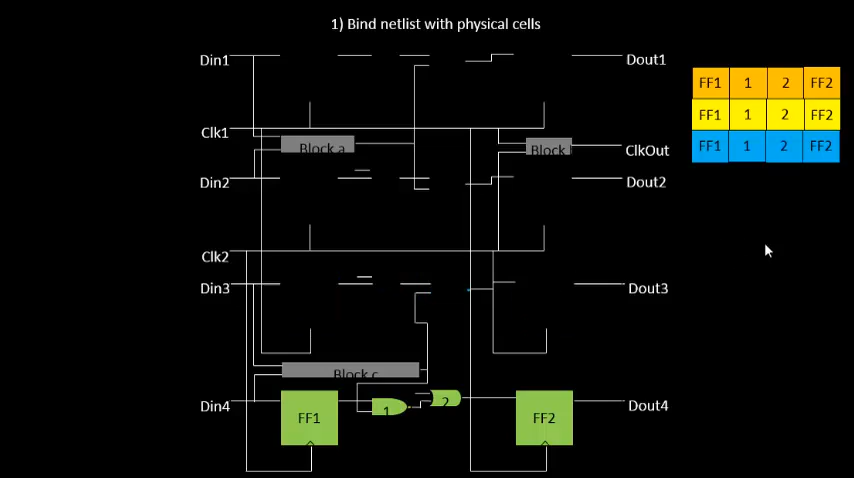 1) Bind netlist with physical cells
Din1
Dout1
FF1 1 2 FF2
FF1 1 2 FF2
FF1 1 2 FF2
Clk1
Block a
Block
ClkOut
Din2
Dout2
Clk2
Din3
Dout3
Block c
Din4
FF1
1
2
FF2
Dout4